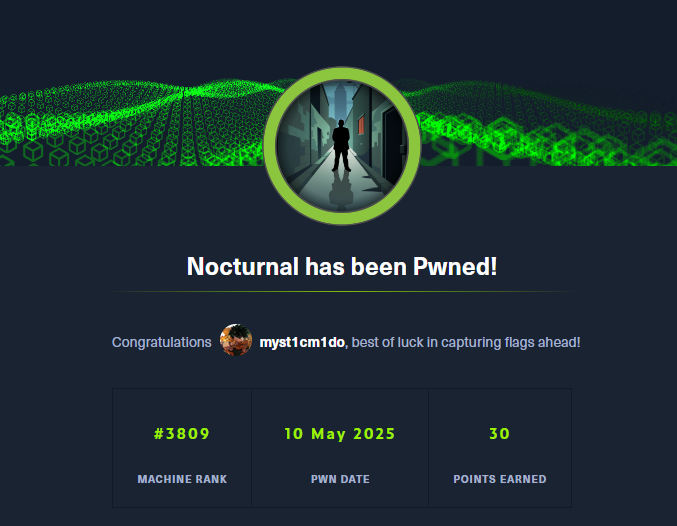 Nocturnal has been Pwned!
Congratulations myst1cm1do, best of luck in capturing flags ahead!
#3809 10 May 2025 30
MACHINE RANK PWN DATE POINTS EARNED